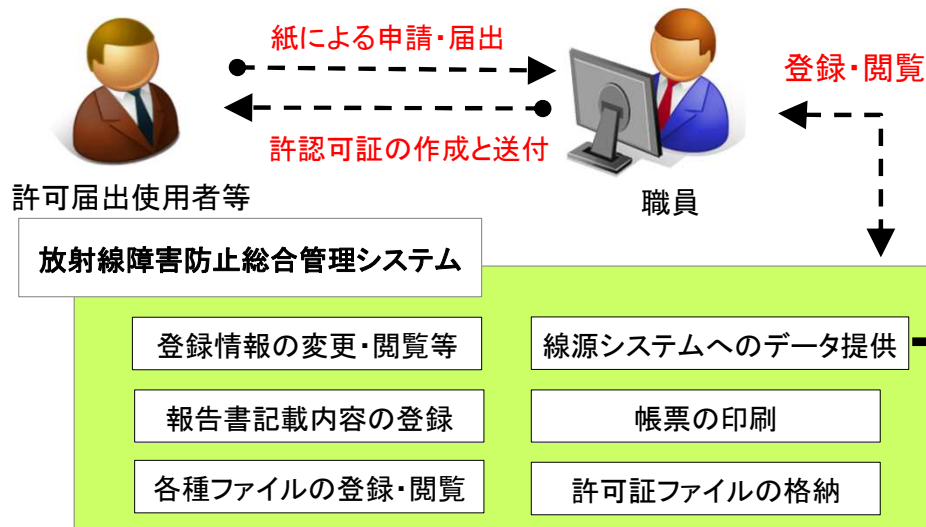 紙による申請・届出
登録・閲覧
許認可証の作成と送付
許可届出使用者等
職員
放射線障害防止総合管理システム
登録情報の変更・閲覧等
線源システムへのデータ提供
報告書記載内容の登録
帳票の印刷
各種ファイルの登録・閲覧
許可証ファイルの格納